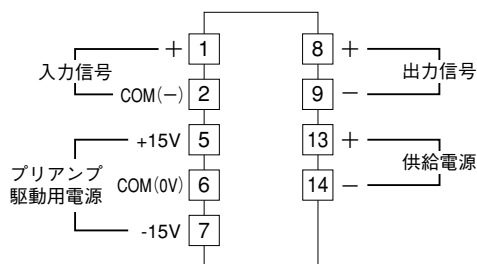 入力信号
+ 1
COM(−) 2
プリアンプ
駆動用電源
+15V 5
COM(0V) 6
-15V 7
8 +
9 −
出力信号
13 +
14 −
供給電源